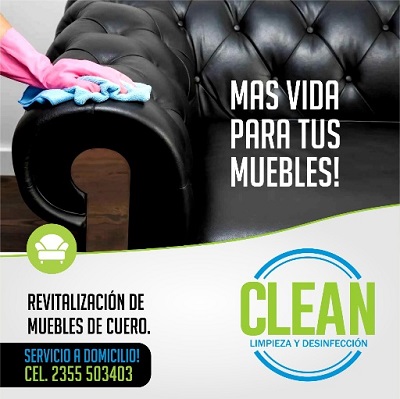 MAS VIDA
PARA TUS
MUEBLES!
REVITALIZACIÓN DE
MUEBLES DE CUERO.
SERVICIO A DOMICILIO!
CEL. 2355 503403
CLEAN
LIMPIEZA Y DESINFECCIÓN